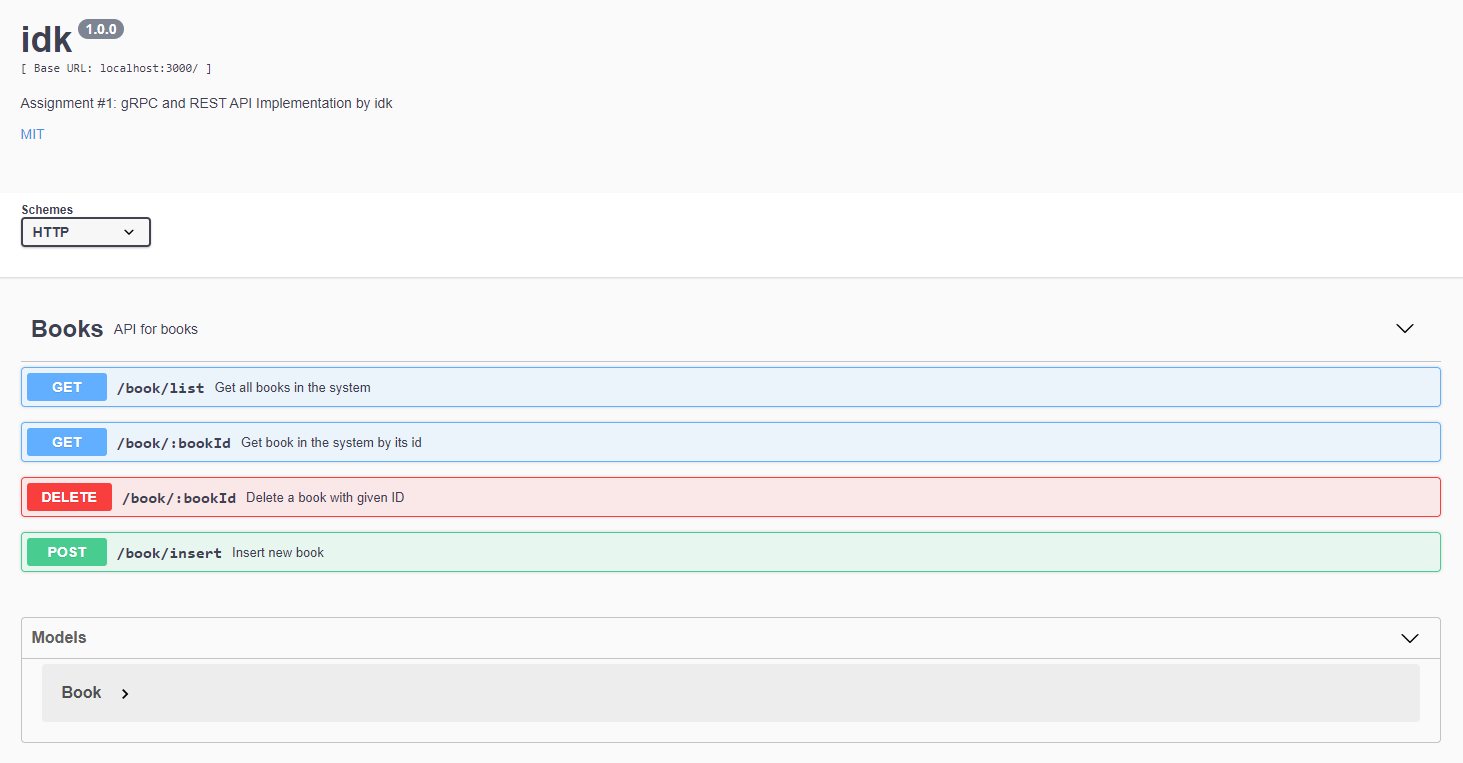 idk 1.0.0
[ Base URL: localhost:3000/ ]
Assignment #1: gRPC and REST API Implementation by idk
MIT
Schemes
HTTP
Books API for books
GET /book/list Get all books in the system
GET /book/:bookId Get book in the system by its id
DELETE /book/:bookId Delete a book with given ID
POST /book/insert Insert new book
Models
Book